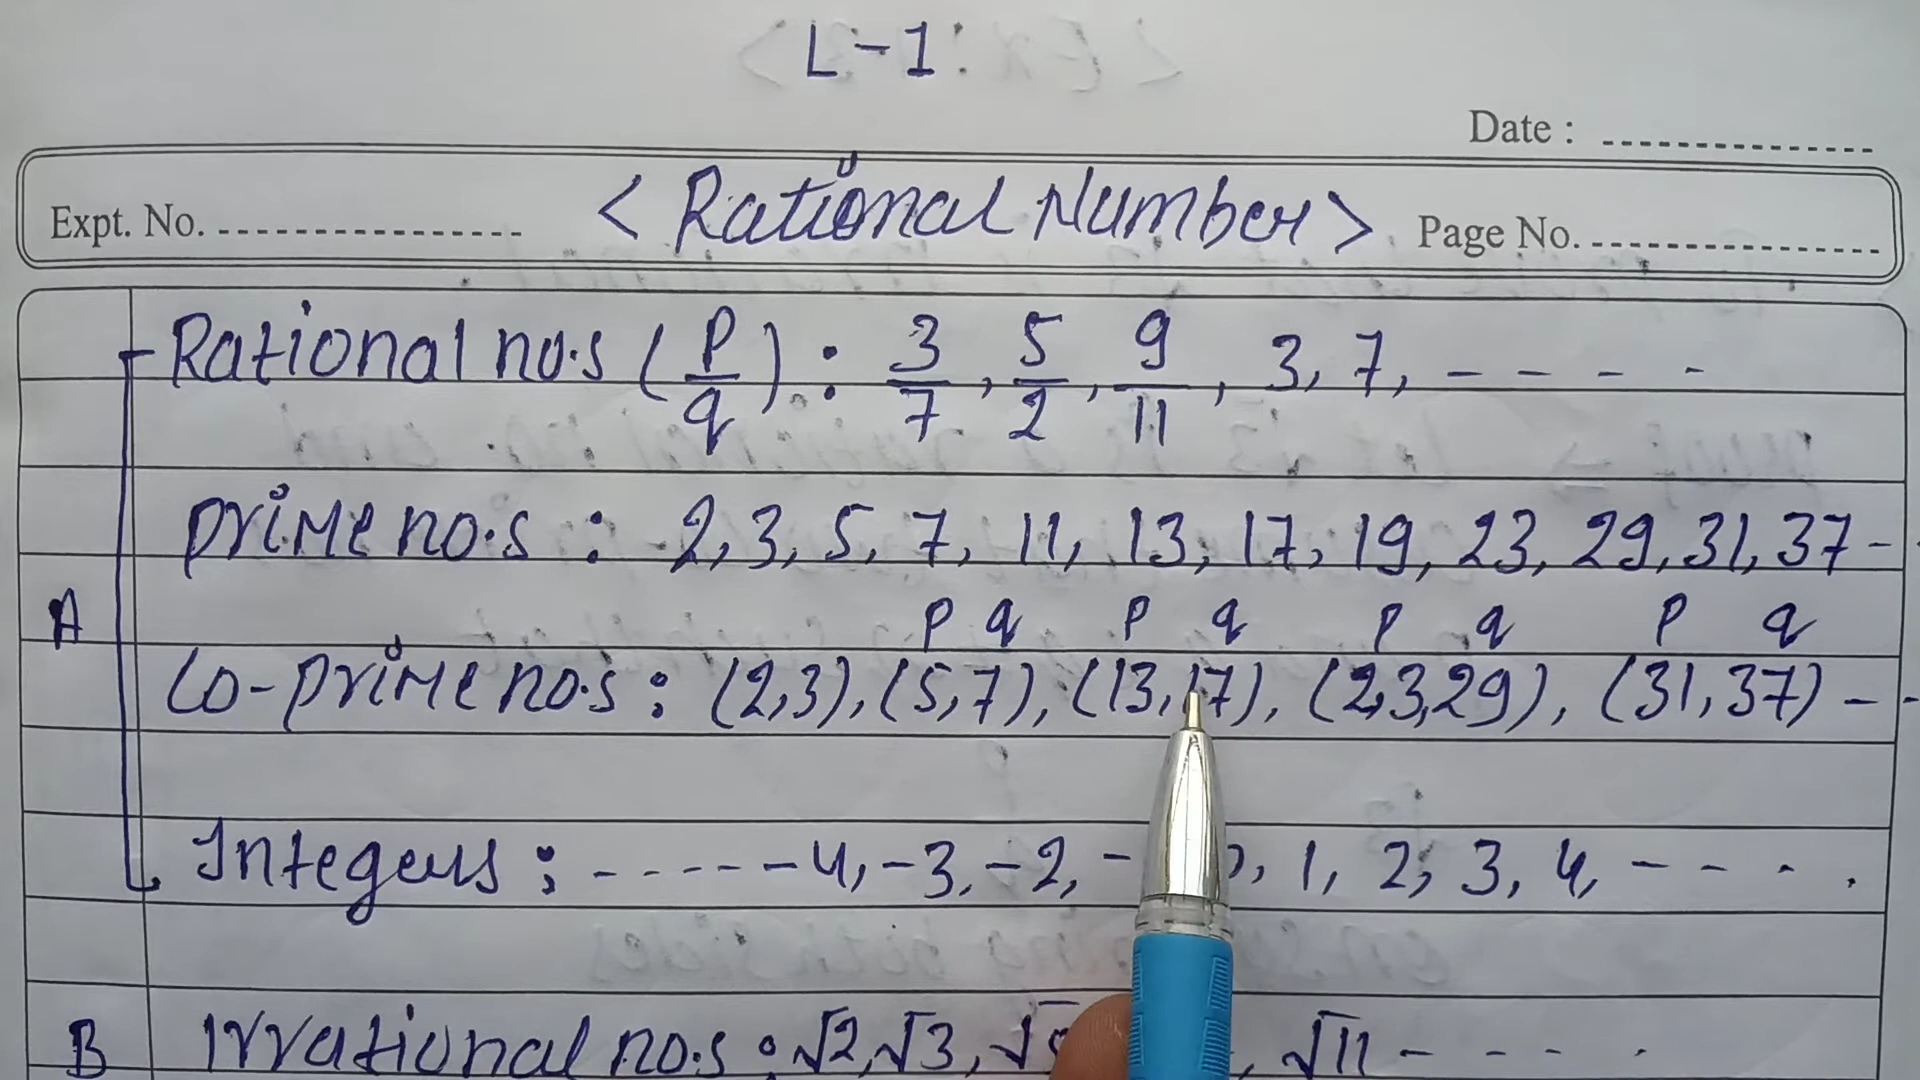 L-1:
Date : ...............
Expt. No. ................ < Rational Number > Page No. ................
Rational no.s (p/q) : 3/7, 5/2, 9/11, 3, 7, - - - -
Prime no.s : 2, 3, 5, 7, 11, 13, 17, 19, 23, 29, 31, 37 - -
A
p q p q p q p q
Co-prime no.s : (2,3), (5,7), (13,17), (23,29), (31,37) - -
Integers : - - - - - -4, -3, -2, - , 1, 2, 3, 4, - - - .
B Irrational no.s : √2, √3, √ , √11 - - - - .